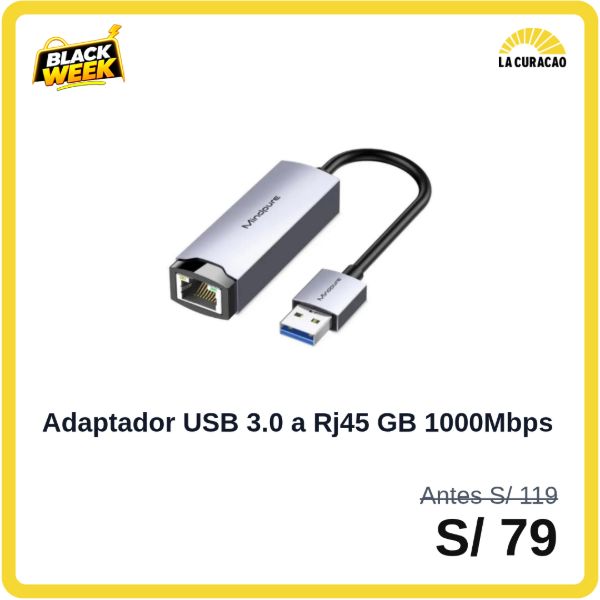 BLACK
WEEK
LA CURACAO
Mindpure
Mindpure
Adaptador USB 3.0 a Rj45 GB 1000Mbps
Antes S/ 119
S/ 79